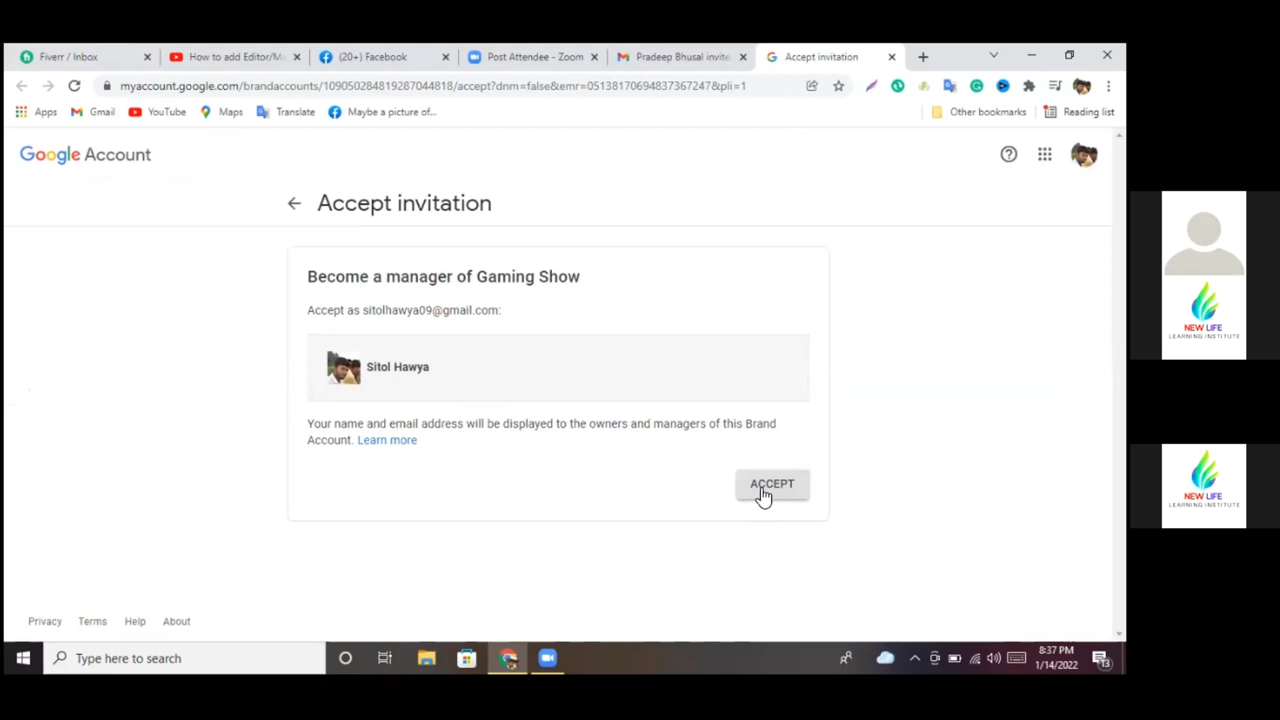 Fiverr / Inbox
How to add Editor/M
(20+) Facebook
Post Attendee - Zoom
Pradeep Bhusal invite
Accept invitation
myaccount.google.com/brandaccounts/109050284819287044818/accept?dnm=false&emr=05138170694837367247&pli=1
Apps
Gmail
YouTube
Maps
Translate
Maybe a picture of...
Other bookmarks
Reading list
Google Account
Accept invitation
Become a manager of Gaming Show
Accept as sitolhawya09@gmail.com:
Sitol Hawya
Your name and email address will be displayed to the owners and managers of this Brand
Account. Learn more
ACCEPT
Privacy
Terms
Help
About
Type here to search
8:37 PM
1/14/2022
13
NEW LIFE
LEARNING INSTITUTE
NEW LIFE
LEARNING INSTITUTE